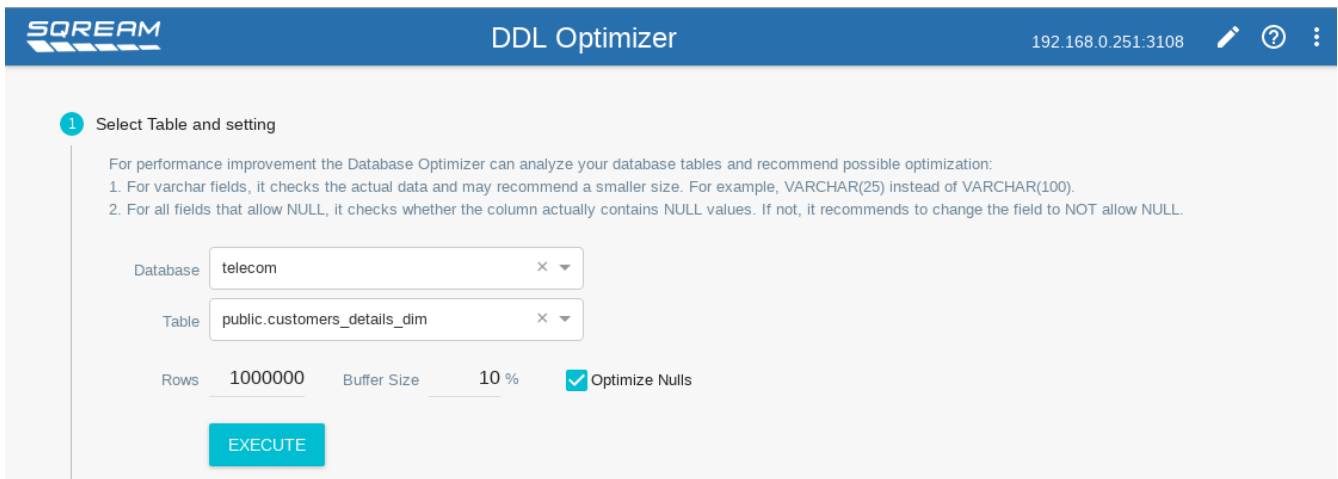 SQREAM
DDL Optimizer
192.168.0.251:3108
1 Select Table and setting
For performance improvement the Database Optimizer can analyze your database tables and recommend possible optimization:
1. For varchar fields, it checks the actual data and may recommend a smaller size. For example, VARCHAR(25) instead of VARCHAR(100).
2. For all fields that allow NULL, it checks whether the column actually contains NULL values. If not, it recommends to change the field to NOT allow NULL.
Database telecom
Table public.customers_details_dim
Rows 1000000 Buffer Size 10 % Optimize Nulls
EXECUTE